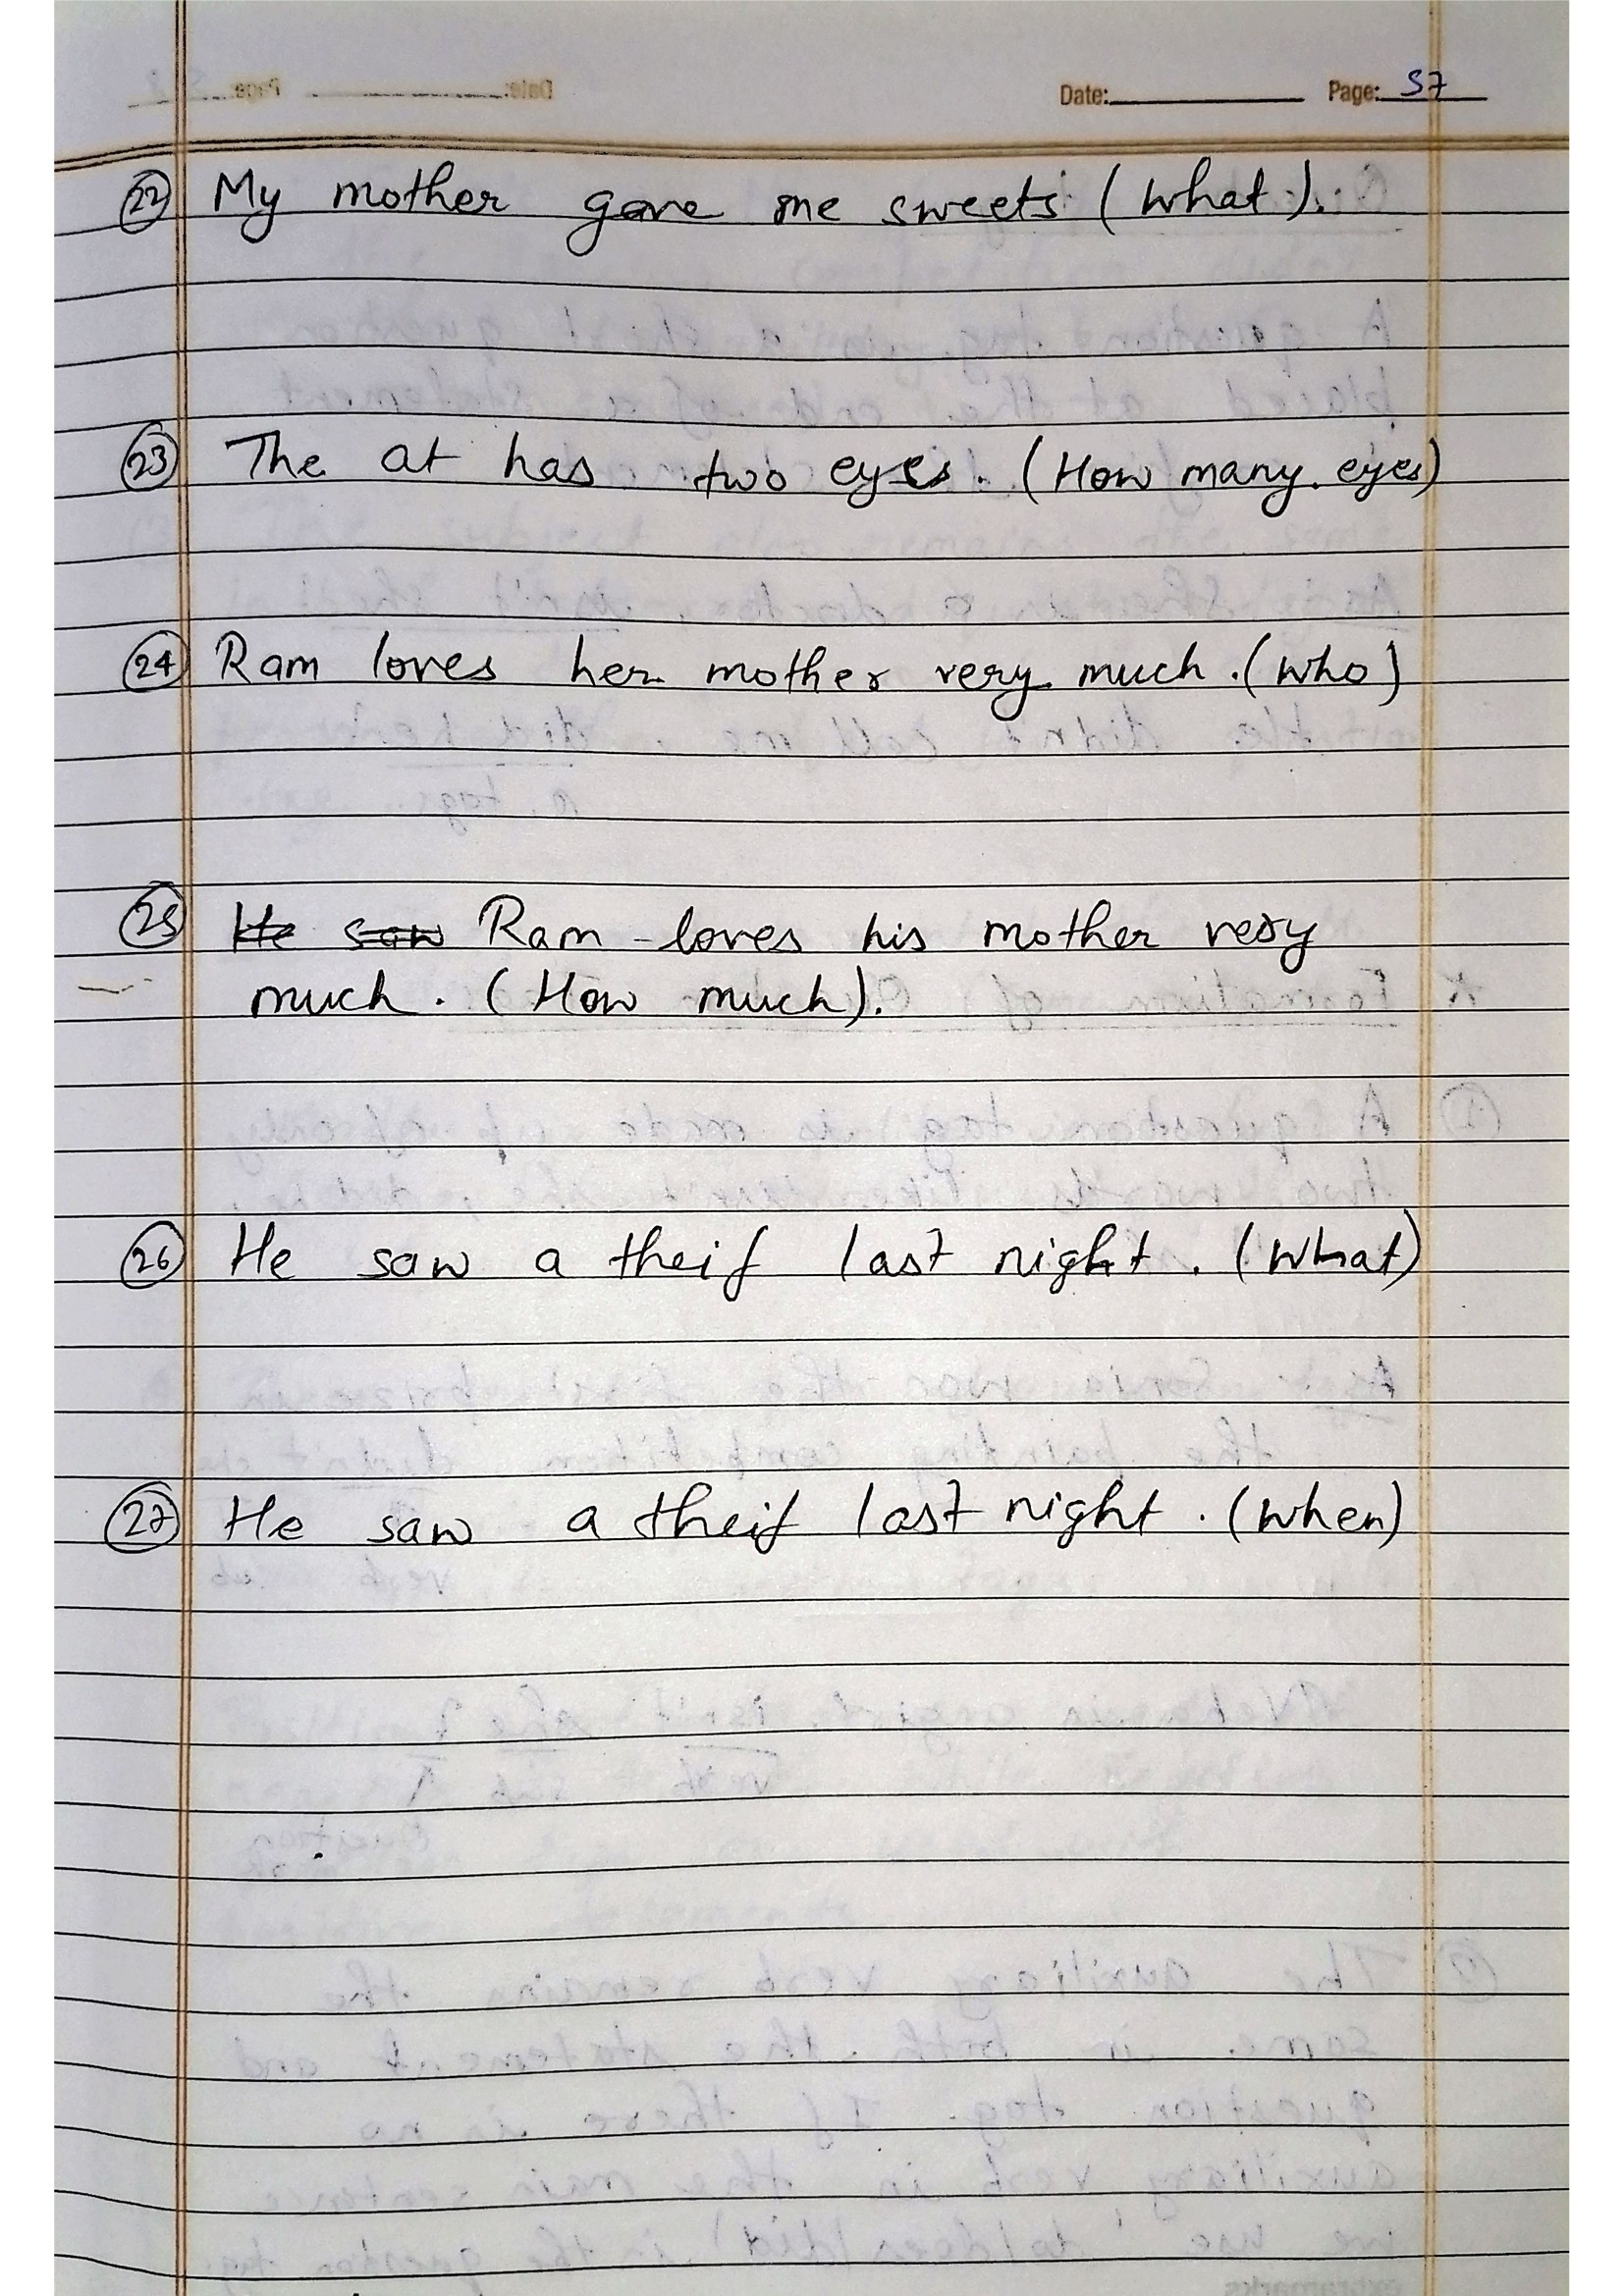 Date: Page: 57
22 My mother gave me sweets (what).
23 The at has two eyes. (How many eyes)
24 Ram loves her mother very much. (who)
25 He saw Ram loves his mother very
much. (How much).
26 He saw a theif last night. (what)
27 He saw a theif last night. (when)